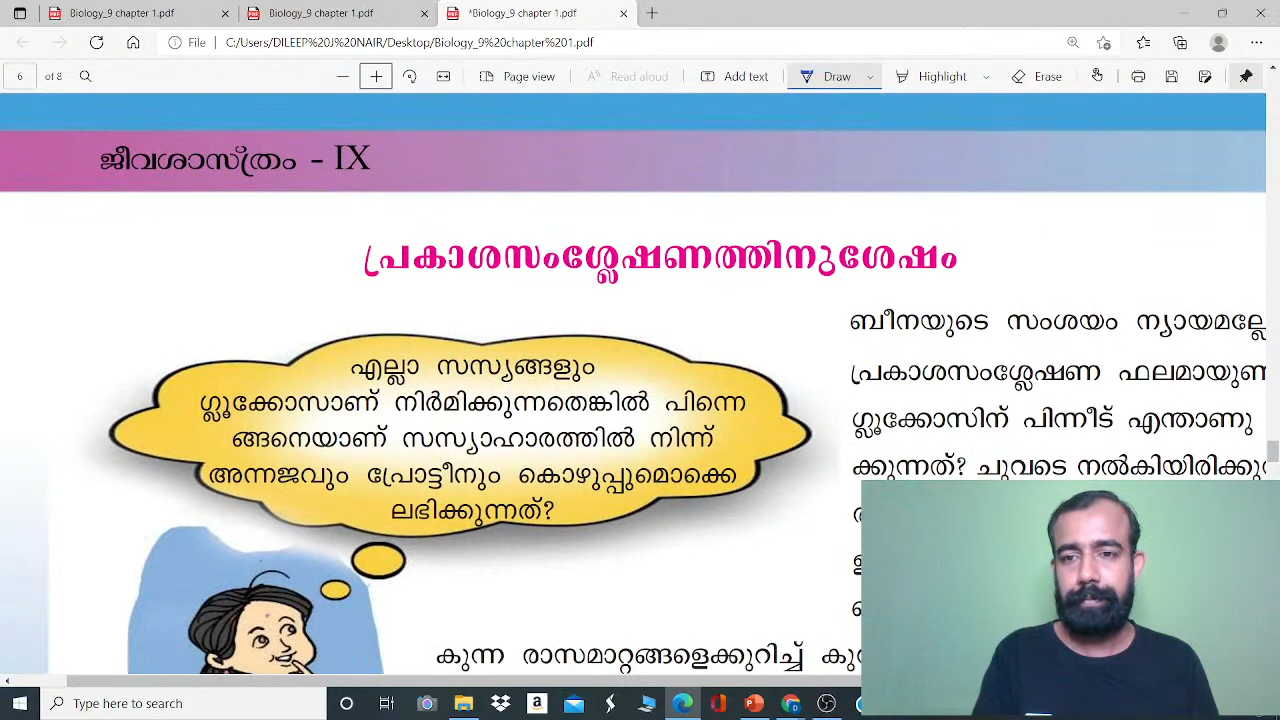 Biology_9 chapter 1.pdf
Biology_9 chapter 1.pdf
*Biology_9 chapter 1.pdf
File
C:/Users/DILEEP%20J%20NAIR/Desktop/Biology_9%20chapter%201.pdf
6 of 8
Page view
Read aloud
Add text
Draw
Highlight
Erase
ജീവശാസ്ത്രം - IX
പ്രകാശസംശ്ലേഷണത്തിനുശേഷം
എല്ലാ സസ്യങ്ങളും
ഗ്ലൂക്കോസാണ് നിർമിക്കുന്നതെങ്കിൽ പിന്നെ
ങ്ങനെയാണ് സസ്യാഹാരത്തിൽ നിന്ന്
അന്നജവും പ്രോട്ടീനും കൊഴുപ്പുമൊക്കെ
ലഭിക്കുന്നത്?
ബീനയുടെ സംശയം ന്യായമല്ലേ
പ്രകാശസംശ്ലേഷണ
ഗ്ലൂക്കോസിന് പിന്നീട് എന്താണു
ക്കുന്നത്? ചുവടെ
കുന്ന രാസമാറ്റങ്ങളെക്കുറിച്ച്
Type here to search